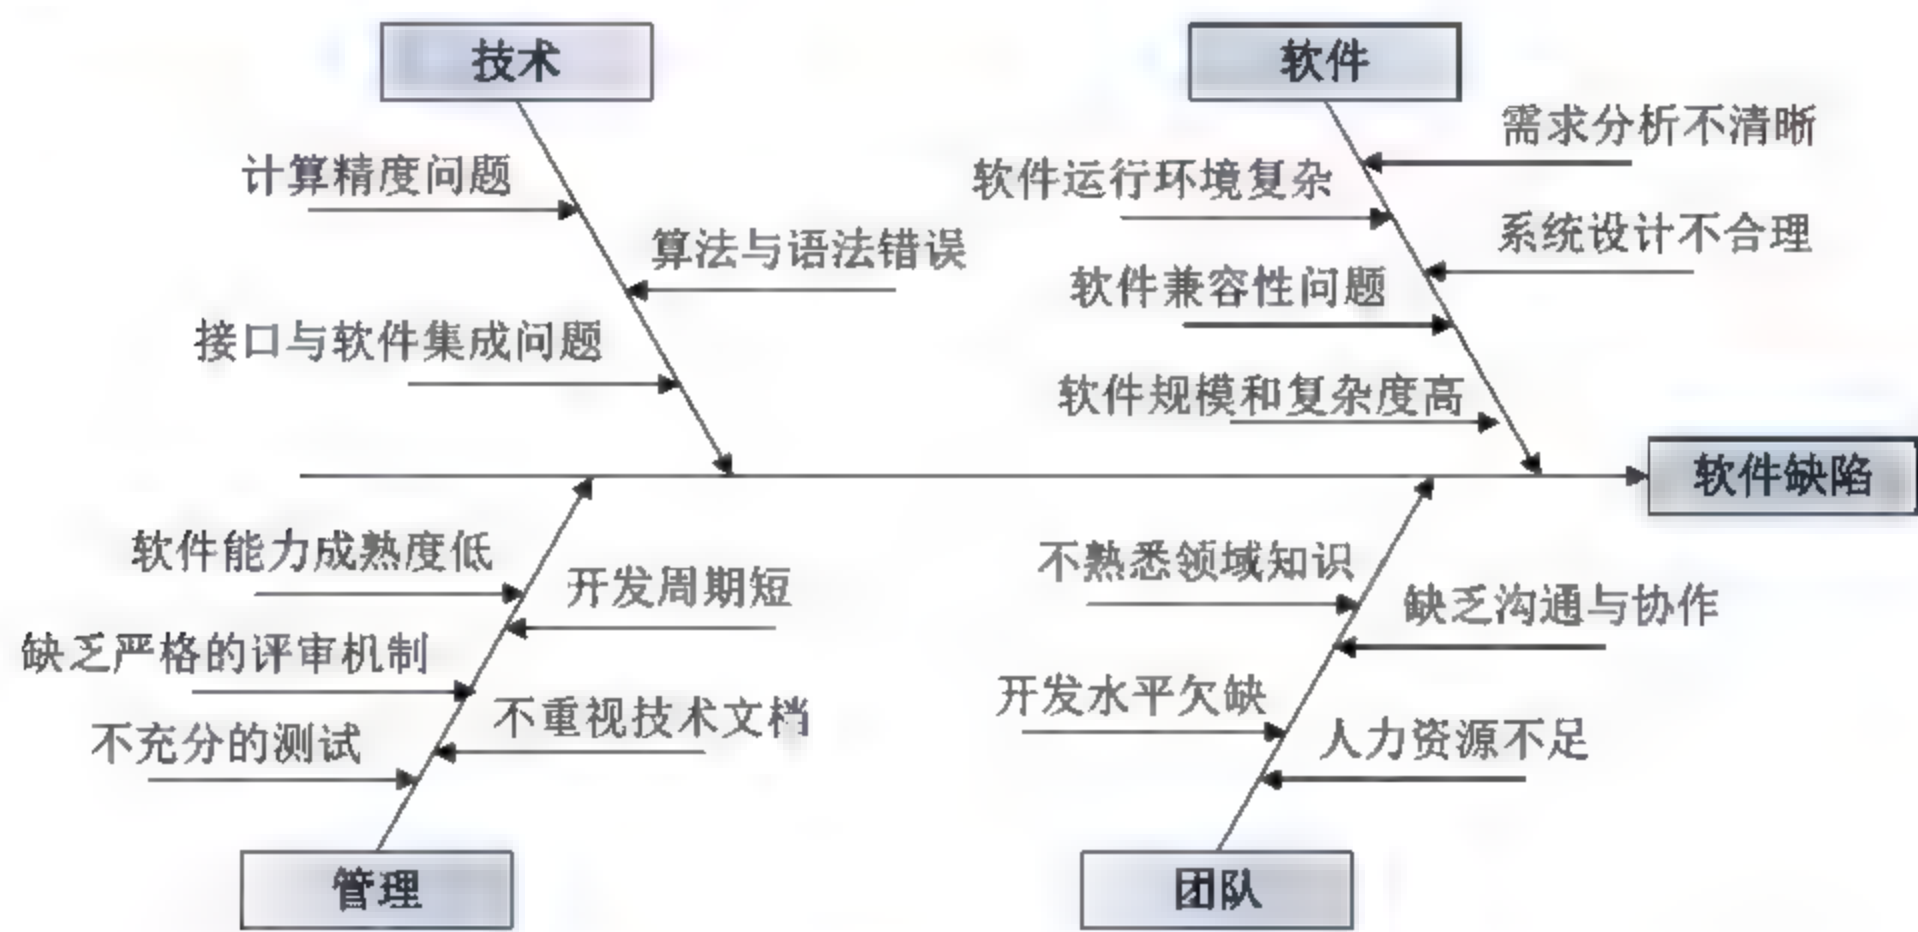 技术
软件
需求分析不清晰
计算精度问题
软件运行环境复杂
算法与语法错误
系统设计不合理
软件兼容性问题
接口与软件集成问题
软件规模和复杂度高
软件缺陷
软件能力成熟度低
不熟悉领域知识
开发周期短
缺乏沟通与协作
缺乏严格的评审机制
开发水平欠缺
不重视技术文档
不充分的测试
人力资源不足
管理
团队